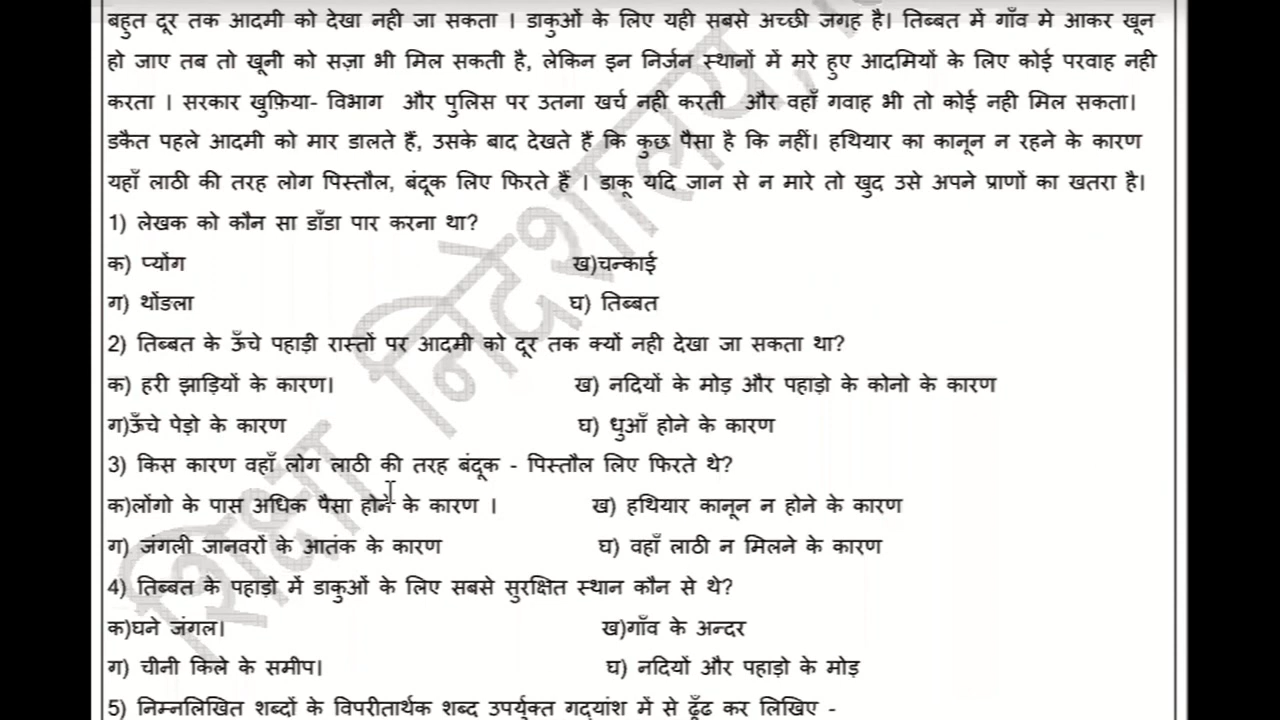 बहुत दूर तक आदमी को देखा नही जा सकता । डाकुओं के लिए यही सबसे अच्छी जगह है। तिब्बत में गाँव मे आकर खून
हो जाए तब तो खूनी को सज़ा भी मिल सकती है, लेकिन इन निर्जन स्थानों में मरे हुए आदमियों के लिए कोई परवाह नही
करता । सरकार खुफ़िया- विभाग और पुलिस पर उतना खर्च नही करती और वहाँ गवाह भी तो कोई नही मिल सकता।
डकैत पहले आदमी को मार डालते हैं, उसके बाद देखते हैं कि कुछ पैसा है कि नहीं। हथियार का कानून न रहने के कारण
यहाँ लाठी की तरह लोग पिस्तौल, बंदूक लिए फिरते हैं । डाकू यदि जान से न मारे तो खुद उसे अपने प्राणों का खतरा है।
1) लेखक को कौन सा डाँडा पार करना था?
क) प्योंग ख)चन्काई
ग) थोंङला घ) तिब्बत
2) तिब्बत के ऊँचे पहाड़ी रास्तों पर आदमी को दूर तक क्यों नही देखा जा सकता था?
क) हरी झाड़ियों के कारण। ख) नदियों के मोड़ और पहाड़ो के कोनो के कारण
ग)ऊँचे पेड़ो के कारण घ) धुआँ होने के कारण
3) किस कारण वहाँ लोग लाठी की तरह बंदूक - पिस्तौल लिए फिरते थे?
क)लोंगो के पास अधिक पैसा होने के कारण । ख) हथियार कानून न होने के कारण
ग) जंगली जानवरों के आतंक के कारण घ) वहाँ लाठी न मिलने के कारण
4) तिब्बत के पहाड़ो में डाकुओं के लिए सबसे सुरक्षित स्थान कौन से थे?
क)घने जंगल। ख)गाँव के अन्दर
ग) चीनी किले के समीप। घ) नदियों और पहाड़ो के मोड़
5) निम्नलिखित शब्दों के विपरीतार्थक शब्द उपर्युक्त गद्यांश में से ढूँढ कर लिखिए -
शिक्षा निदेशालय,